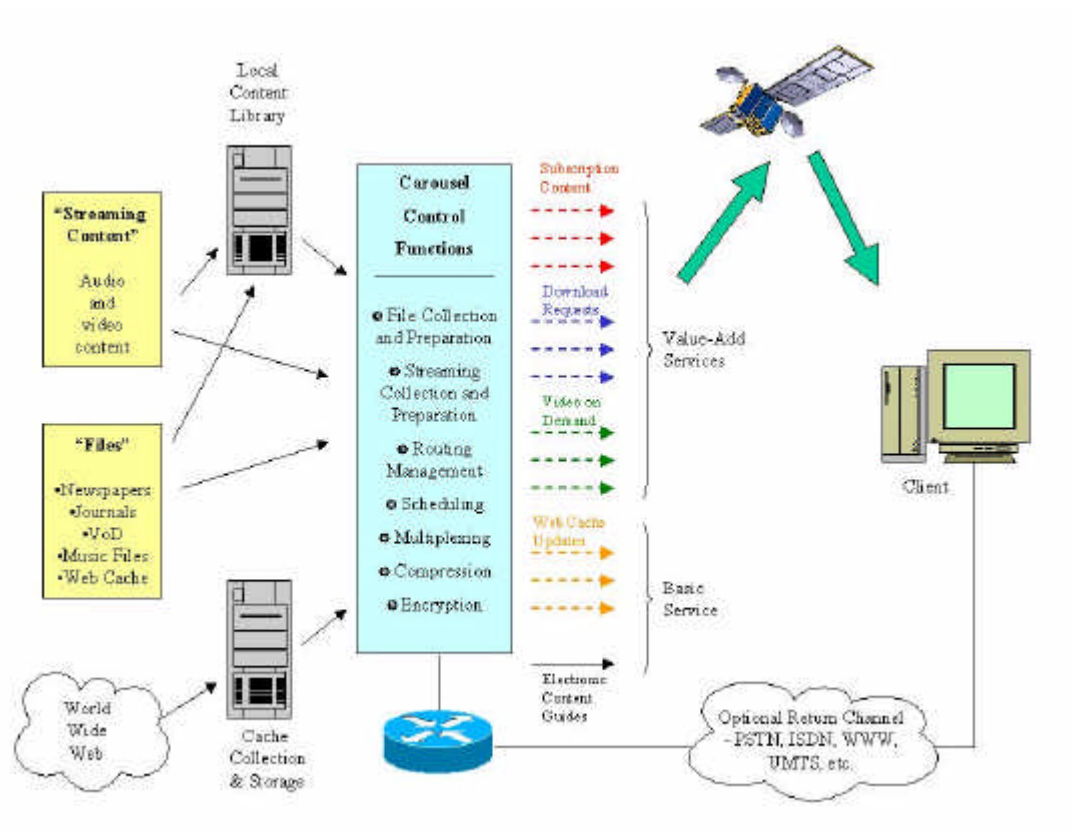 Local
Content
Library
"Streaming
Content"
Audio
and
video
content
"Files"
•Newspapers
•Journals
•VoD
•Music Files
•Web Cache
World
Wide
Web
Cache
Collection
& Storage
Carousel
Control
Functions
File Collection
and Preparation
Streaming
Collection and
Preparation
Routing
Management
Scheduling
Multiplexing
Compression
Encryption
Subscription
Content
Download
Requests
Video on
Demand
Web Cache
Updates
Electronic
Content
Guides
Value-Add
Services
Basic
Service
Client
Optional Return Channel
- PSTN, ISDN, WWW,
UMTS, etc.